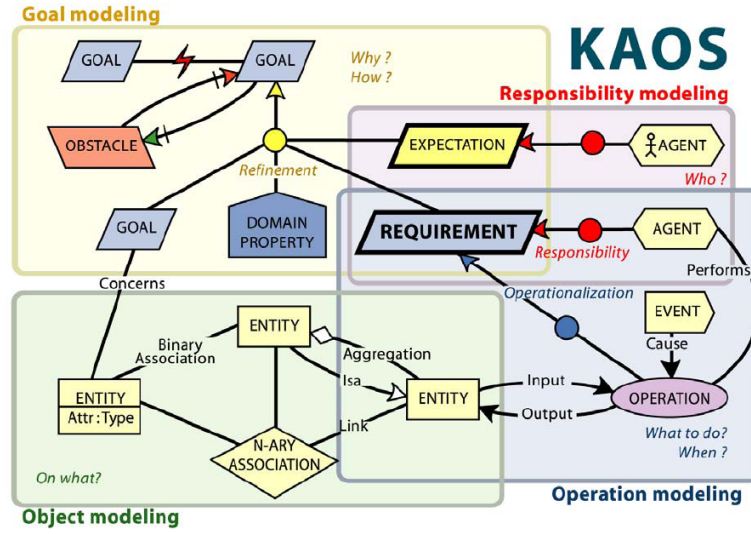 Goal modeling
KAOS
GOAL
GOAL
Why ?
How ?
Responsibility modeling
OBSTACLE
EXPECTATION
AGENT
Refinement
Who ?
GOAL
DOMAIN
PROPERTY
REQUIREMENT
AGENT
Responsibility
Concerns
Performs
Operationalization
EVENT
ENTITY
Binary
Association
Aggregation
Cause
Isa
ENTITY
Attr : Type
ENTITY
Input
OPERATION
Output
Link
N-ARY
ASSOCIATION
What to do?
When ?
On what?
Operation modeling
Object modeling